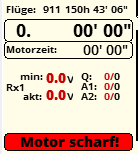 Flüge: 911 150h 43' 06"
0. 00' 00"
Motorzeit: 00' 00"
min: 0.0V Q: 0/0
Rx1 A1: 0/0
akt: 0.0V A2: 0/0
Motor scharf!